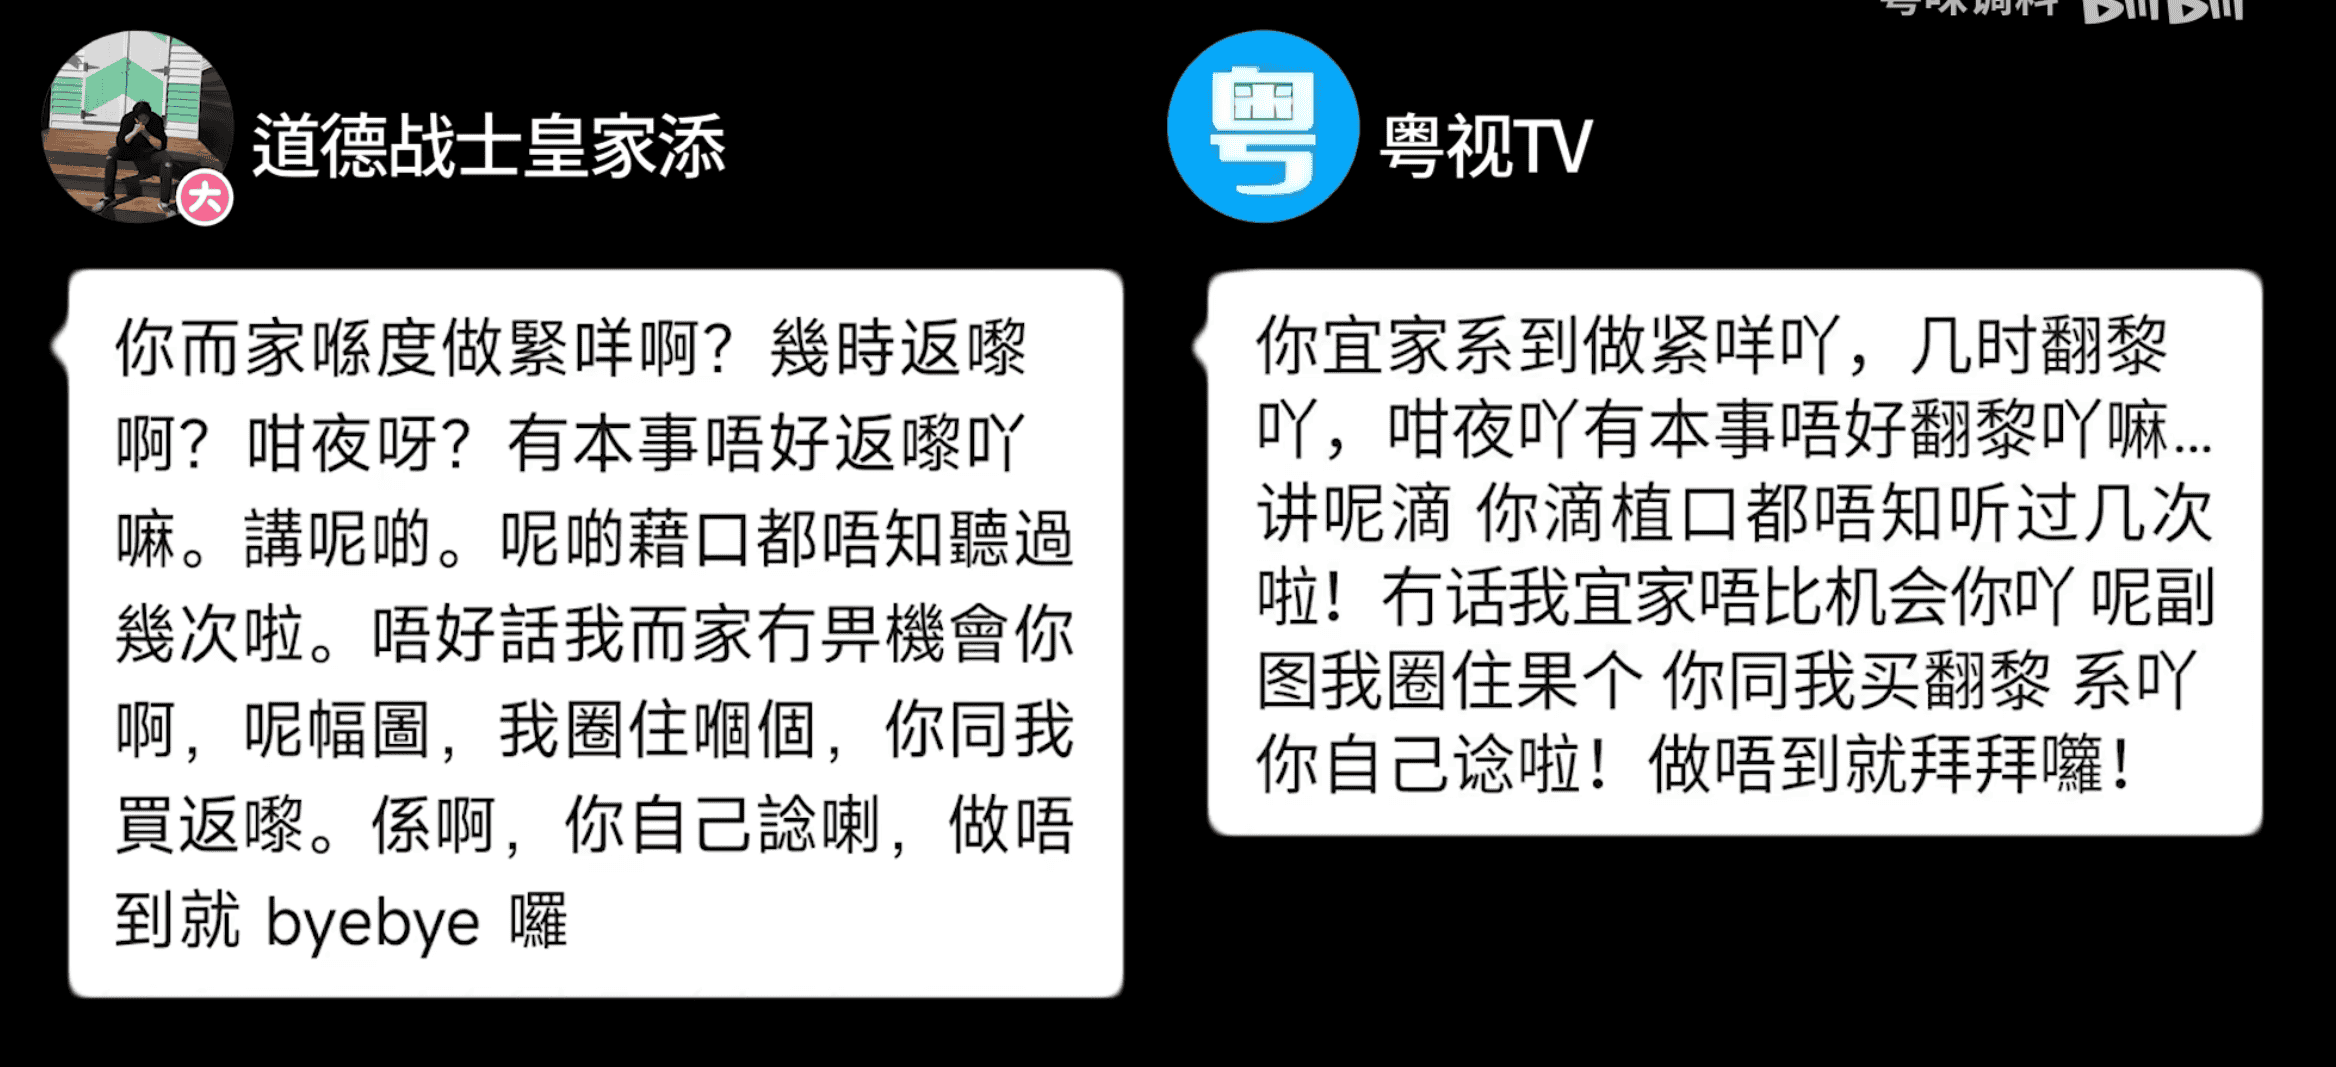 粤味调料 bilibili
道德战士皇家添
大
你而家喺度做緊咩啊？幾時返嚟
啊？咁夜呀？有本事唔好返嚟吖
嘛。講呢啲。呢啲藉口都唔知聽過
幾次啦。唔好話我而家冇畀機會你
啊，呢幅圖，我圈住嗰個，你同我
買返嚟。係啊，你自己諗喇，做唔
到就 byebye 囉
粤
粤视TV
你宜家系到做紧咩吖，几时翻黎
吖，咁夜吖有本事唔好翻黎吖嘛...
讲呢滴 你滴植口都唔知听过几次
啦！冇话我宜家唔比机会你吖 呢副
图我圈住果个 你同我买翻黎 系吖
你自己谂啦！做唔到就拜拜囉！